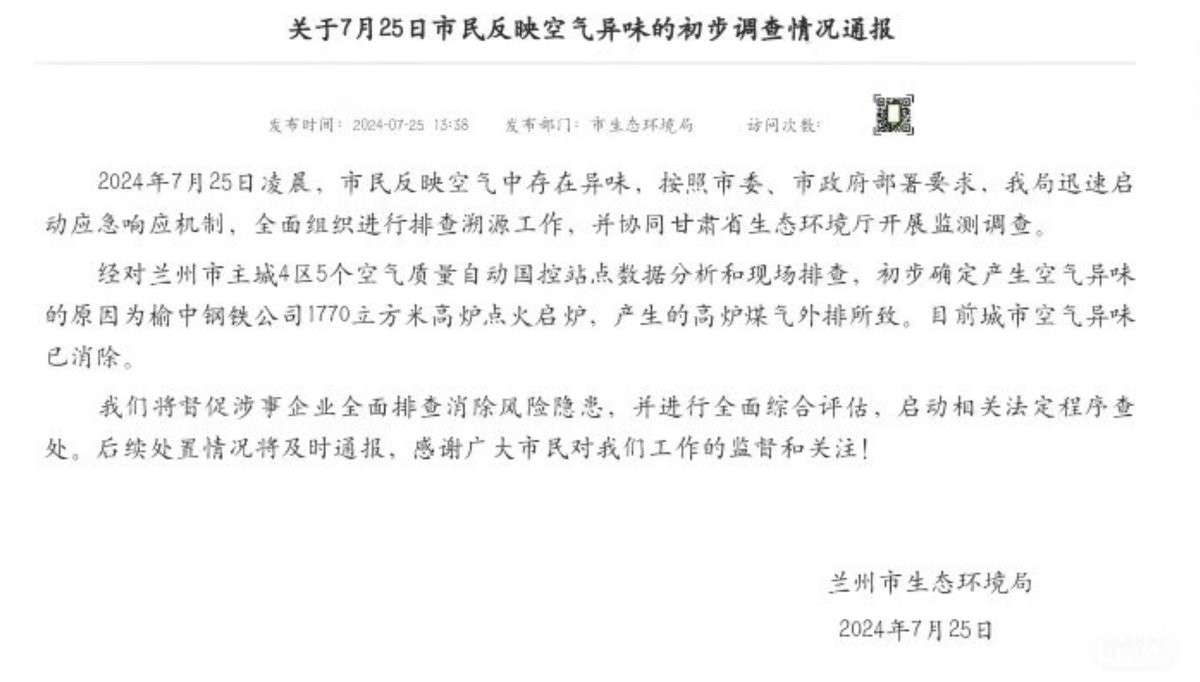 关于7月25日市民反映空气异味的初步调查情况通报
发布时间：2024-07-25 13:38 发布部门：市生态环境局 访问次数：
2024年7月25日凌晨，市民反映空气中存在异味，按照市委、市政府部署要求，我局迅速启
动应急响应机制，全面组织进行排查溯源工作，并协同甘肃省生态环境厅开展监测调查。
经对兰州市主城4区5个空气质量自动国控站点数据分析和现场排查，初步确定产生空气异味
的原因为榆中钢铁公司1770立方米高炉点火启炉，产生的高炉煤气外排所致。目前城市空气异味
已消除。
我们将督促涉事企业全面排查消除风险隐患，并进行全面综合评估，启动相关法定程序查
处。后续处置情况将及时通报，感谢广大市民对我们工作的监督和关注！
兰州市生态环境局
2024年7月25日